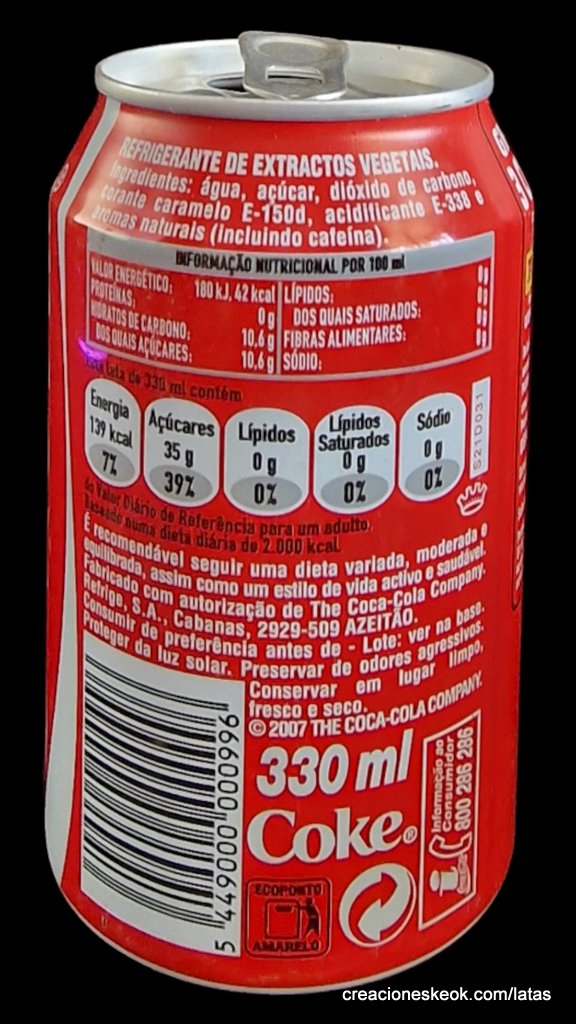 REFRIGERANTE DE EXTRACTOS VEGETAIS.
Ingredientes: água, açúcar, dióxido de carbono,
corante caramelo E-150d, acidificante E-338 e
aromas naturais (incluindo cafeína).
INFORMAÇÃO NUTRICIONAL POR 100 ml
VALOR ENERGÉTICO: 180 kJ, 42 kcal
PROTEÍNAS: 0 g
HIDRATOS DE CARBONO: 10,6 g
DOS QUAIS AÇÚCARES: 10,6 g
LÍPIDOS: 0 g
DOS QUAIS SATURADOS: 0 g
FIBRAS ALIMENTARES: 0 g
SÓDIO: 0 g
Esta lata de 330 ml contém
Energia
139 kcal
7%
Açúcares
35 g
39%
Lípidos
0 g
0%
Lípidos
Saturados
0 g
0%
Sódio
0 g
0%
S21D031
do Valor Diário de Referência para um adulto.
Baseado numa dieta diária de 2.000 kcal
É recomendável seguir uma dieta variada, moderada e
equilibrada, assim como um estilo de vida activo e saudável.
Fabricado com autorização de The Coca-Cola Company.
Refrige, S.A., Cabanas, 2929-509 AZEITÃO.
Consumir de preferência antes de - Lote: ver na base.
Proteger da luz solar. Preservar de odores agressivos.
Conservar em lugar limpo,
fresco e seco.
© 2007 THE COCA-COLA COMPANY.
330 ml
Coke®
Informação ao
Consumidor
800 286 286
5 449000 000996
ECOPONTO
AMARELO
creacioneskeok.com/latas